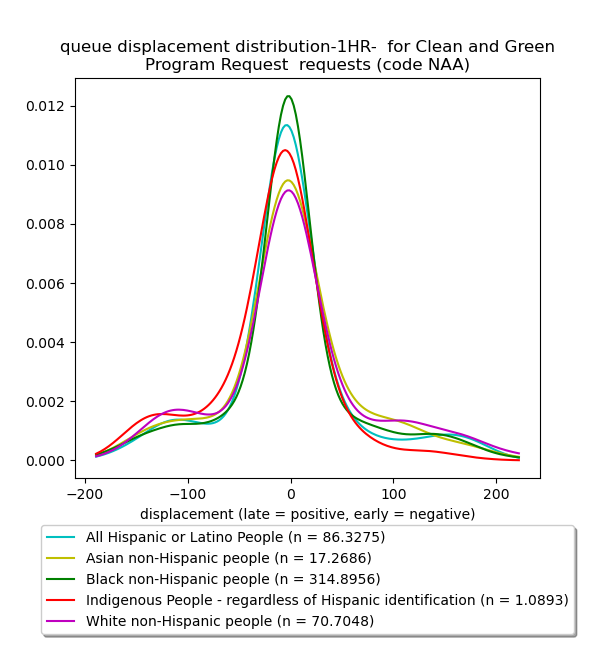 queue displacement distribution-1HR-  for Clean and Green
Program Request  requests (code NAA)
0.012
0.010
0.008
0.006
0.004
0.002
0.000
−200
−100
0
100
200
displacement (late = positive, early = negative)
All Hispanic or Latino People (n = 86.3275)
Asian non-Hispanic people (n = 17.2686)
Black non-Hispanic people (n = 314.8956)
Indigenous People - regardless of Hispanic identification (n = 1.0893)
White non-Hispanic people (n = 70.7048)